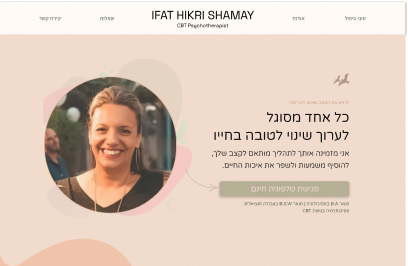 IFAT HIKRI SHAMAY
CBT Psychotherapist
סוגי טיפול
אודות
שאלות
יצירת קשר
כל אחד מסוגל
לערוך שינוי לטובה בחייו
אני מזמינה אותך לתהליך מותאם לקצב שלך,
להוסיף משמעות ולשפר את איכות החיים.
פגישת טלפונית חינם